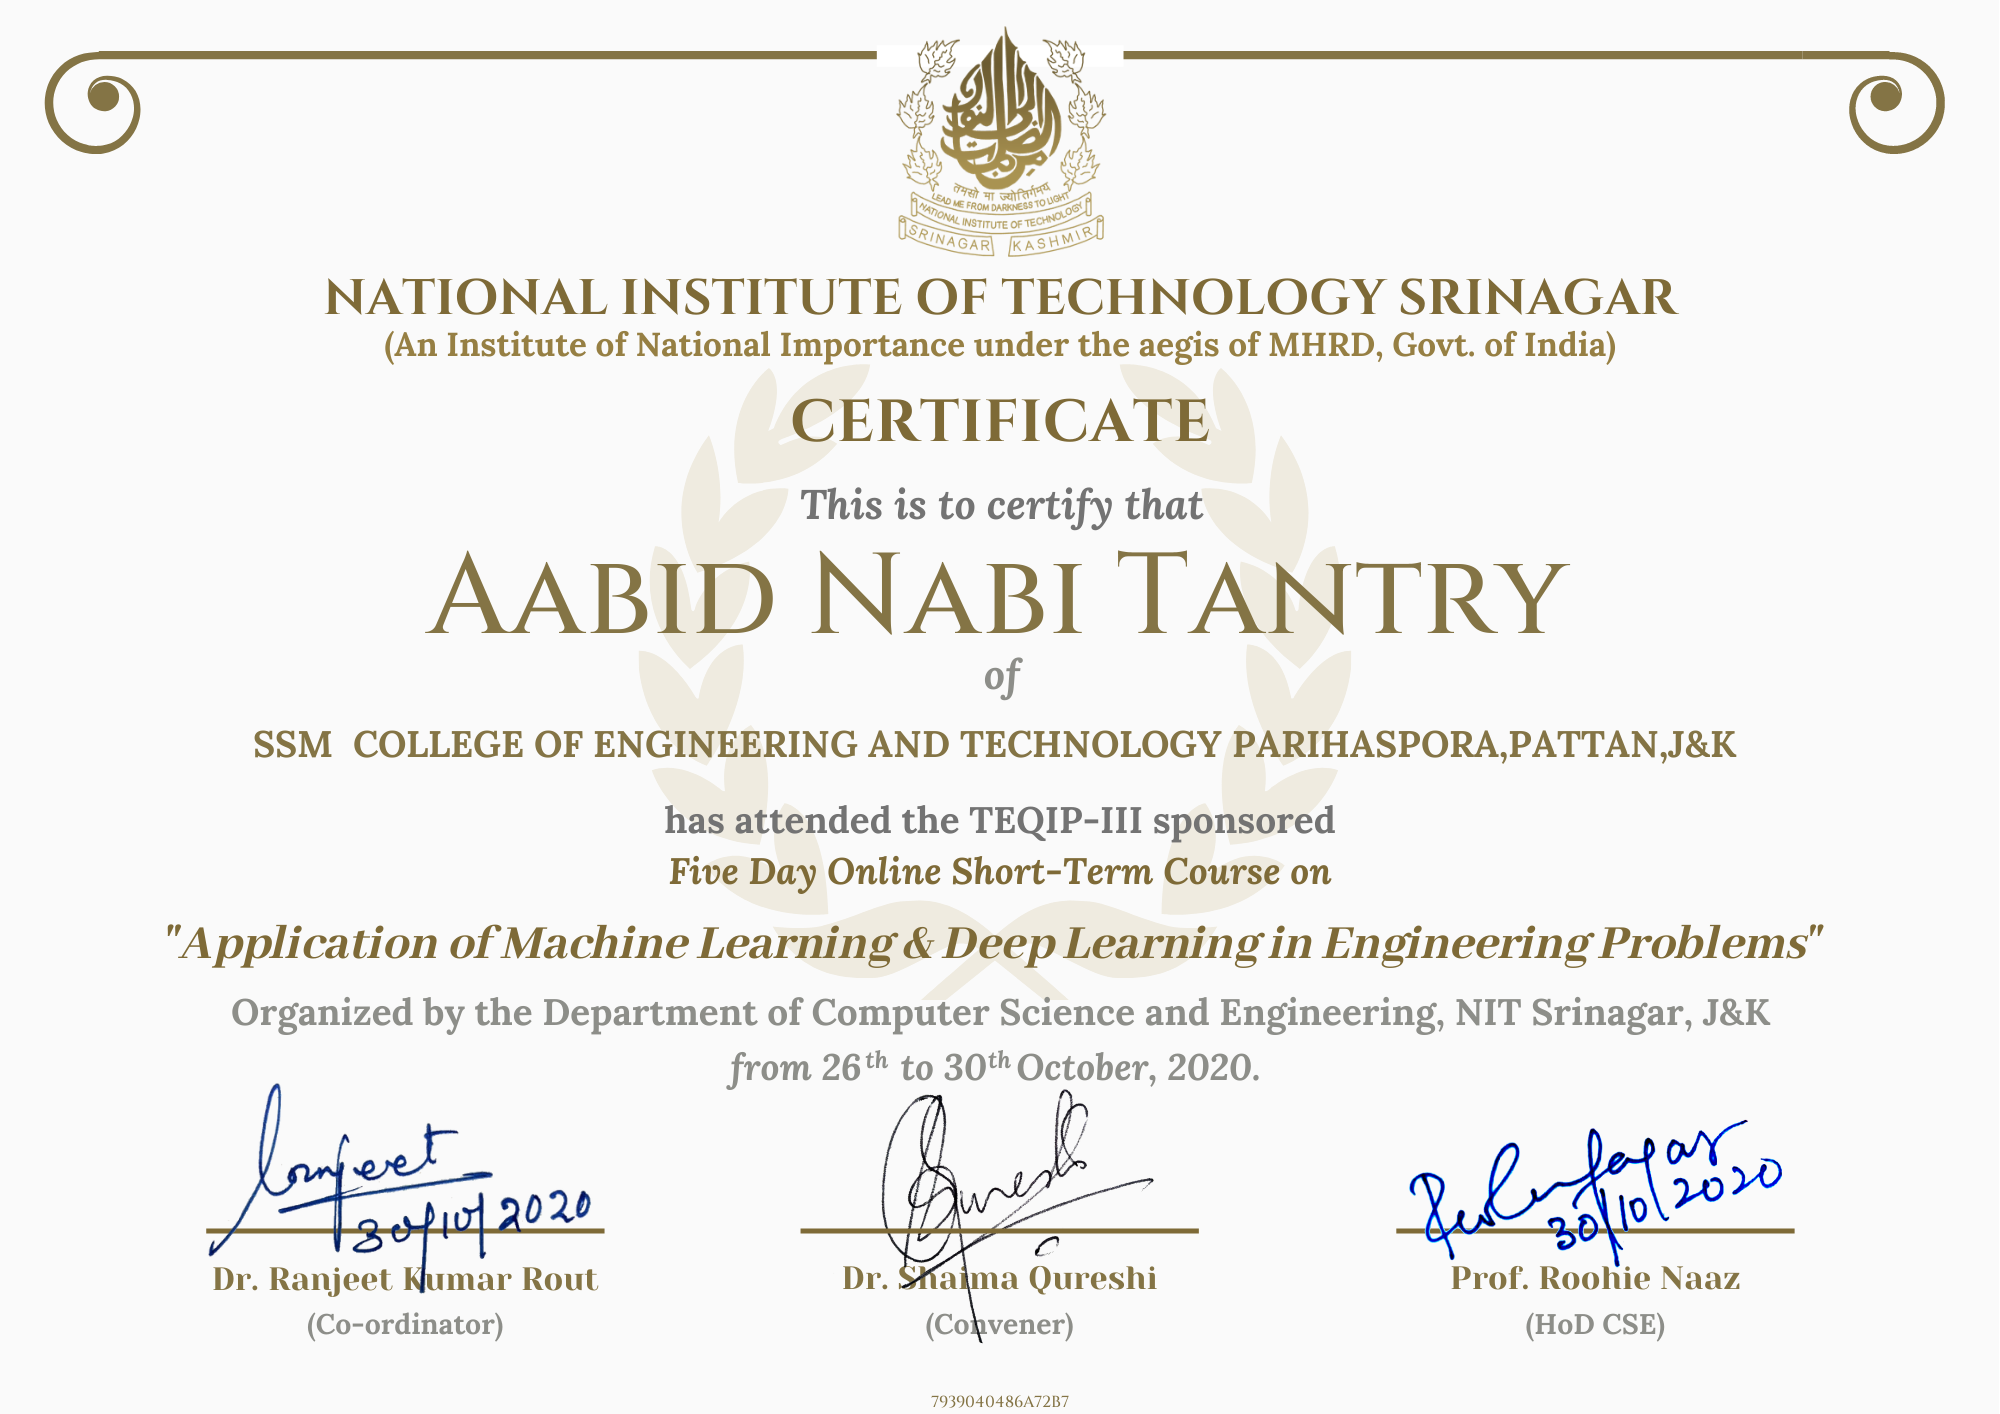 तमसो मा ज्योतिर्गमय
LEAD ME FROM DARKNESS TO LIGHT
NATIONAL INSTITUTE OF TECHNOLOGY
SRINAGAR KASHMIR
NATIONAL INSTITUTE OF TECHNOLOGY SRINAGAR
(An Institute of National Importance under the aegis of MHRD, Govt. of India)
CERTIFICATE
This is to certify that
AABID NABI TANTRY
of
SSM COLLEGE OF ENGINEERING AND TECHNOLOGY PARIHASPORA,PATTAN,J&K
has attended the TEQIP-III sponsored
Five Day Online Short-Term Course on
"Application of Machine Learning & Deep Learning in Engineering Problems"
Organized by the Department of Computer Science and Engineering, NIT Srinagar, J&K
from 26th to 30th October, 2020.
Ranjeet Qureshi
30/10/2020 30/10/2020
Dr. Ranjeet Kumar Rout Dr. Shaima Qureshi Prof. Roohie Naaz
(Co-ordinator) (Convener) (HoD CSE)
7939040486A72B7